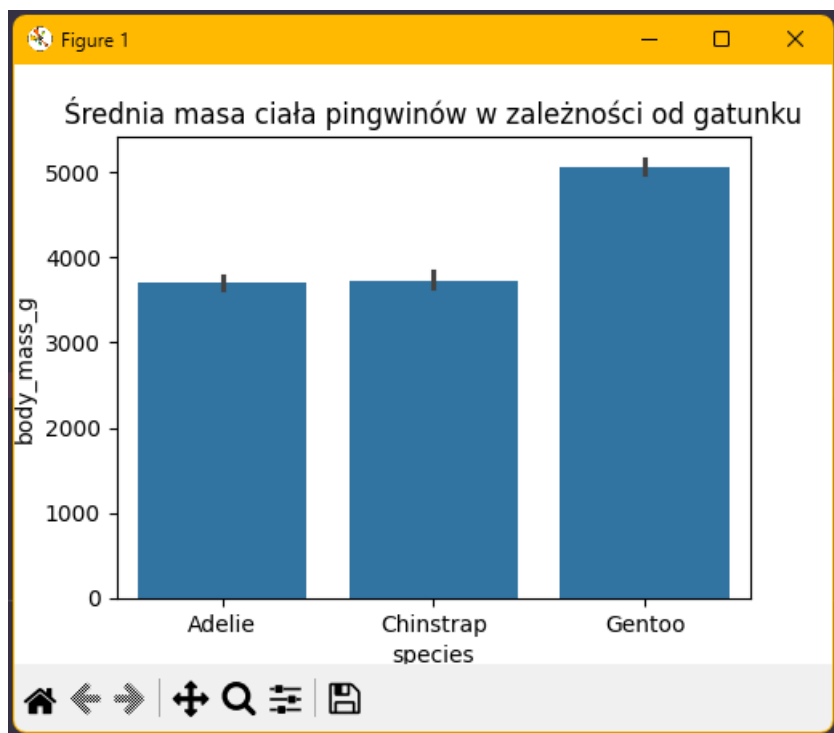 Figure 1
Średnia masa ciała pingwinów w zależności od gatunku
body_mass_g
5000
4000
3000
2000
1000
0
Adelie Chinstrap Gentoo
species